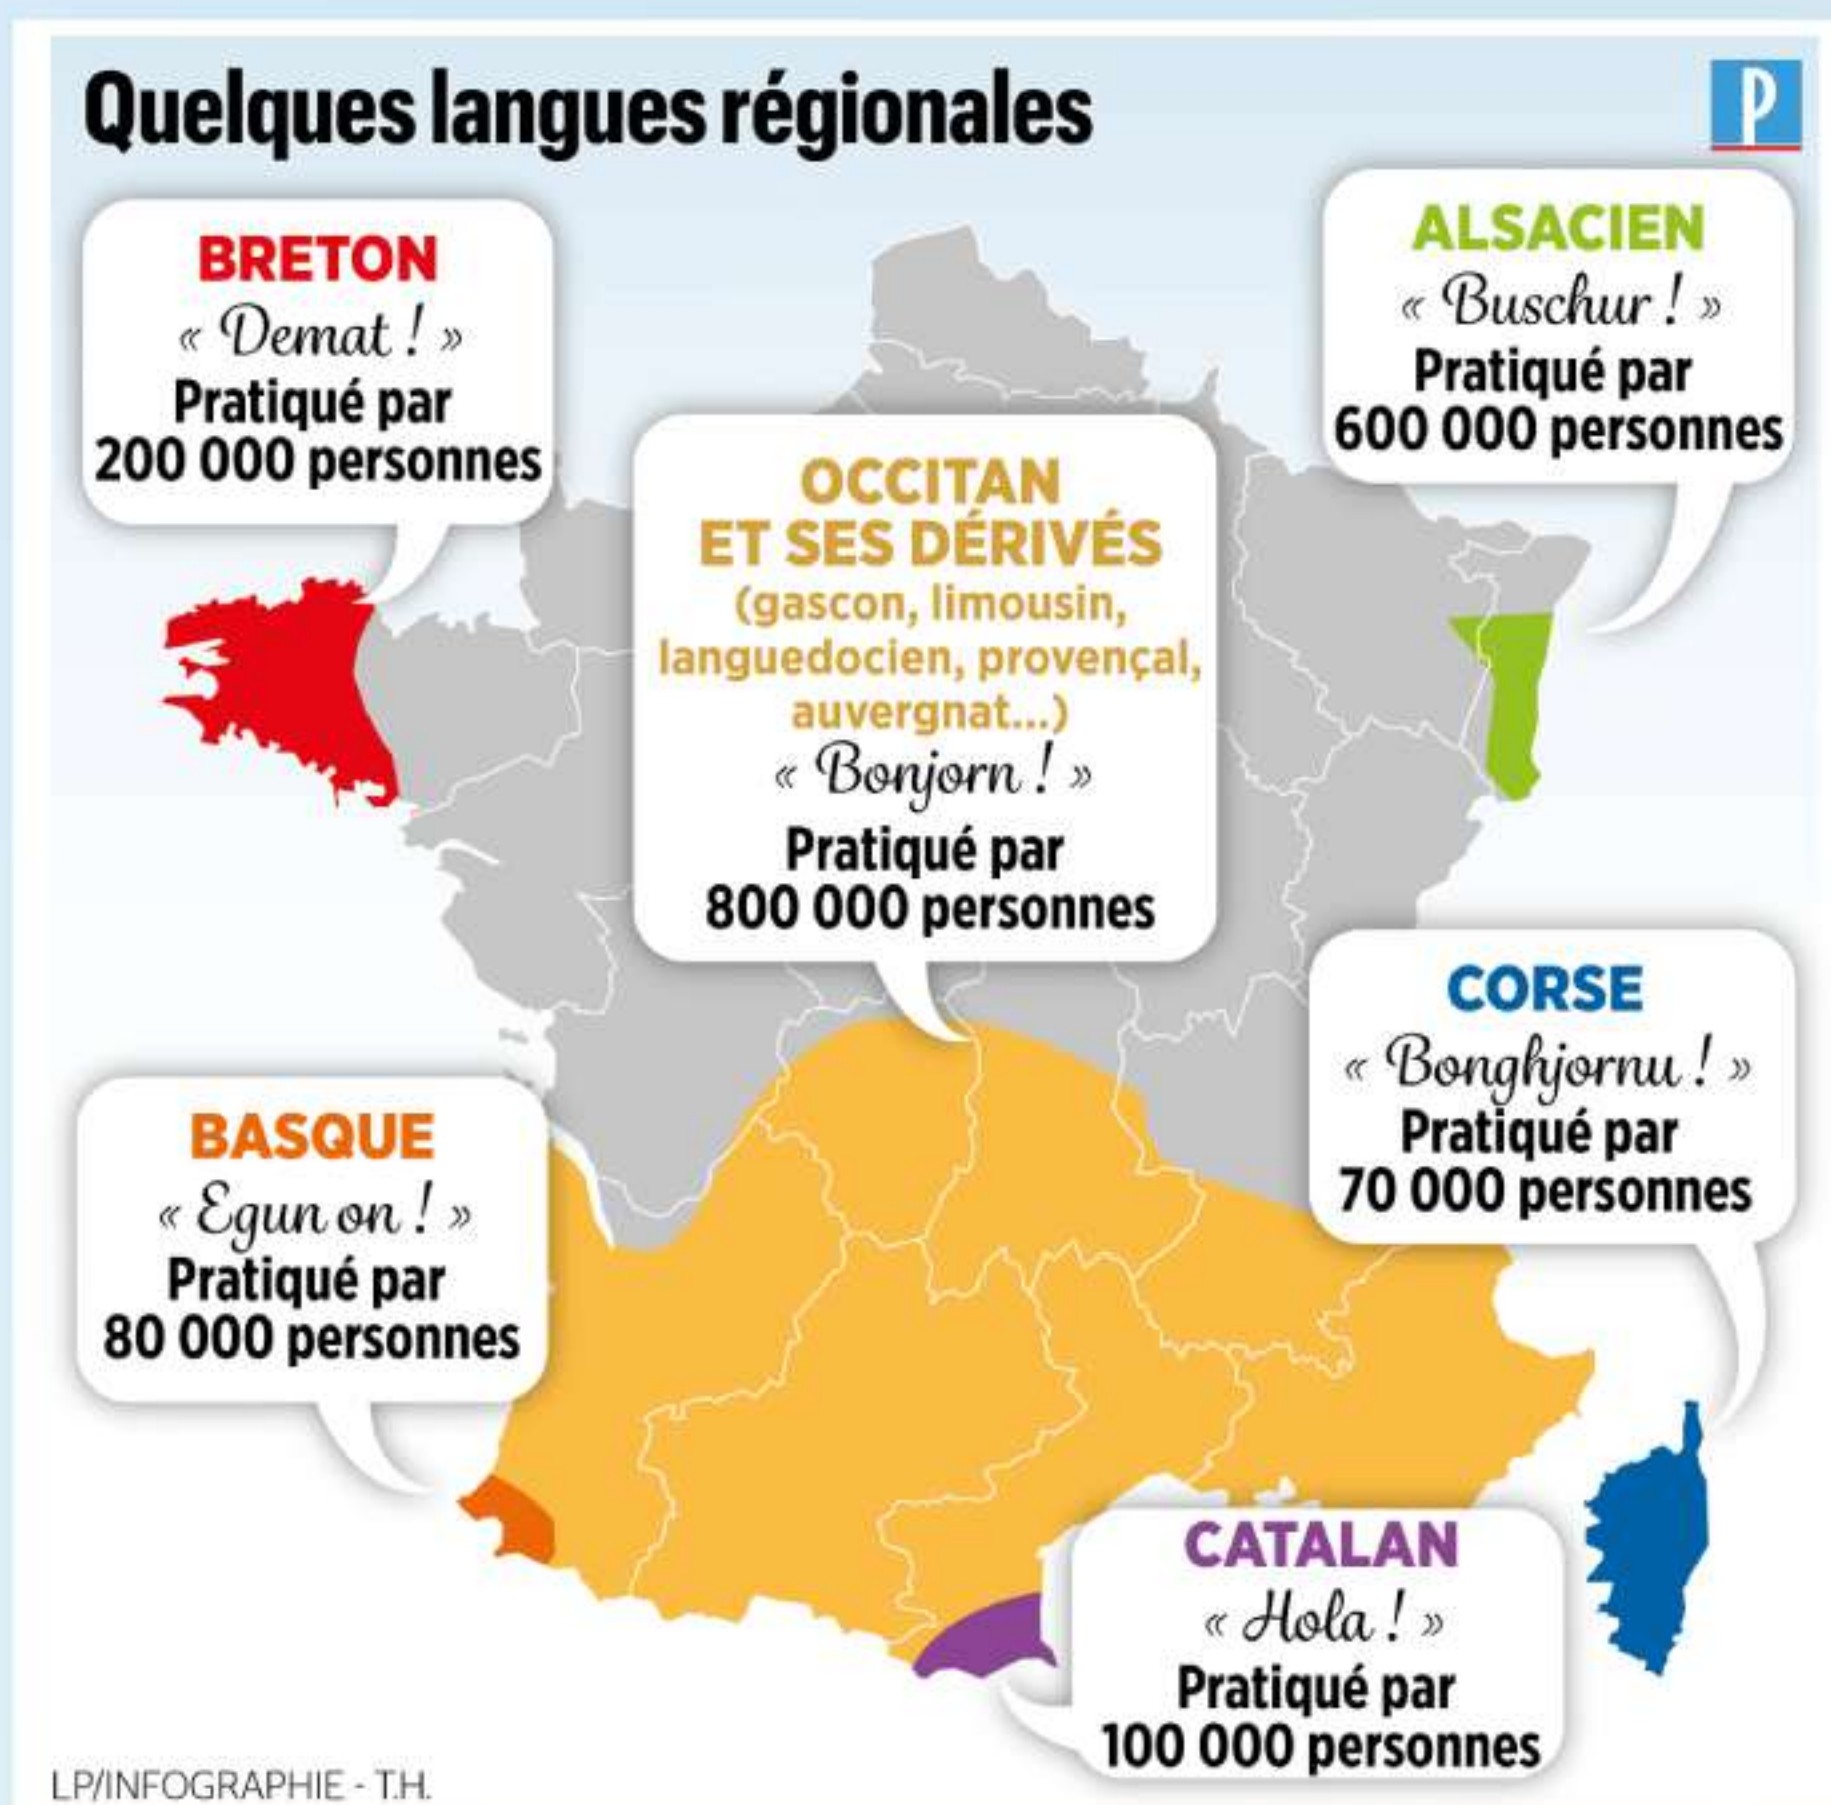 Quelques langues régionales
P
BRETON
« Demat ! »
Pratiqué par
200 000 personnes
ALSACIEN
« Buschur ! »
Pratiqué par
600 000 personnes
OCCITAN
ET SES DÉRIVÉS
(gascon, limousin,
languedocien, provençal,
auvergnat...)
« Bonjorn ! »
Pratiqué par
800 000 personnes
CORSE
« Bonghjornu ! »
Pratiqué par
70 000 personnes
BASQUE
« Egun on ! »
Pratiqué par
80 000 personnes
CATALAN
« Hola ! »
Pratiqué par
100 000 personnes
LP/INFOGRAPHIE - T.H.